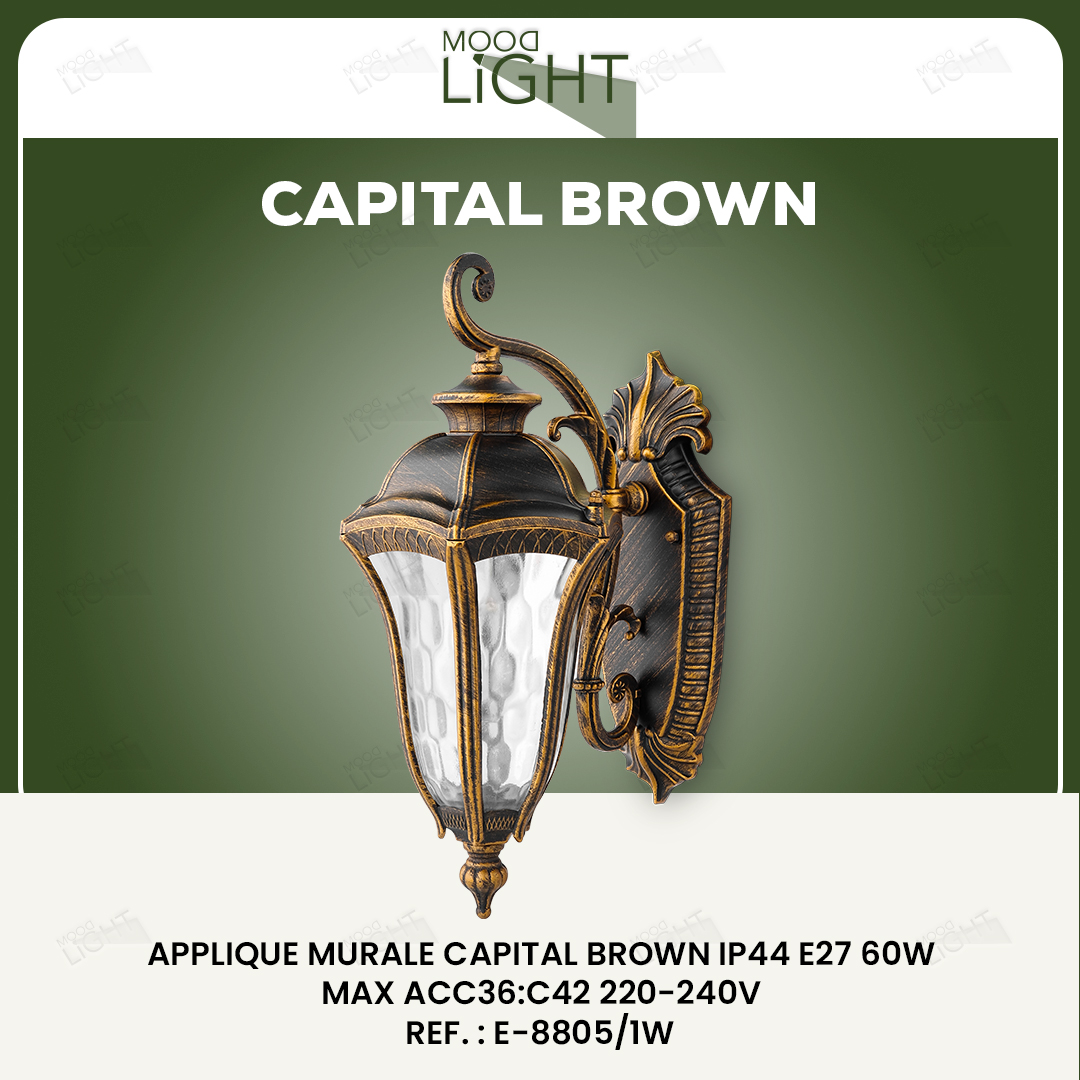 MOOD
LiGHT
CAPITAL BROWN
APPLIQUE MURALE CAPITAL BROWN IP44 E27 60W
MAX ACC36:C42 220-240V
REF. : E-8805/1W